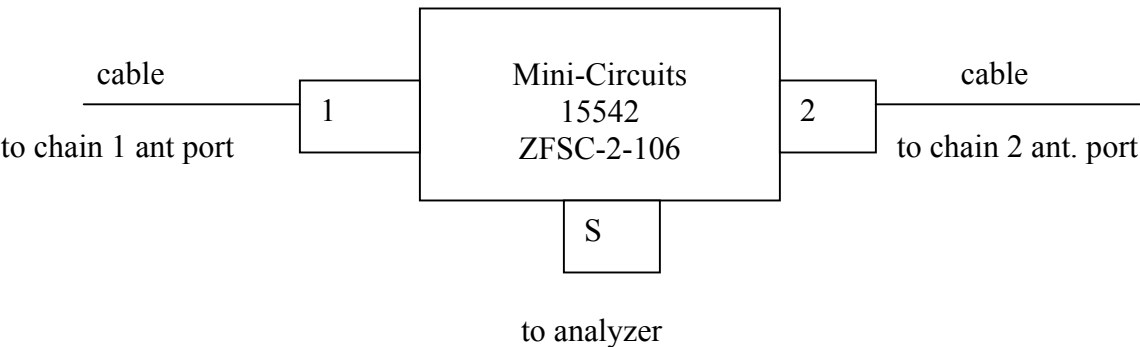 cable
to chain 1 ant port
1
Mini-Circuits
15542
ZFSC-2-106
2
cable
to chain 2 ant. port
S
to analyzer